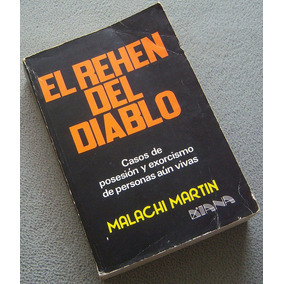 EL REHEN
DEL
DIABLO
Casos de
posesión y exorcismo
de personas aún vivas
MALACHI MARTIN
DIANA